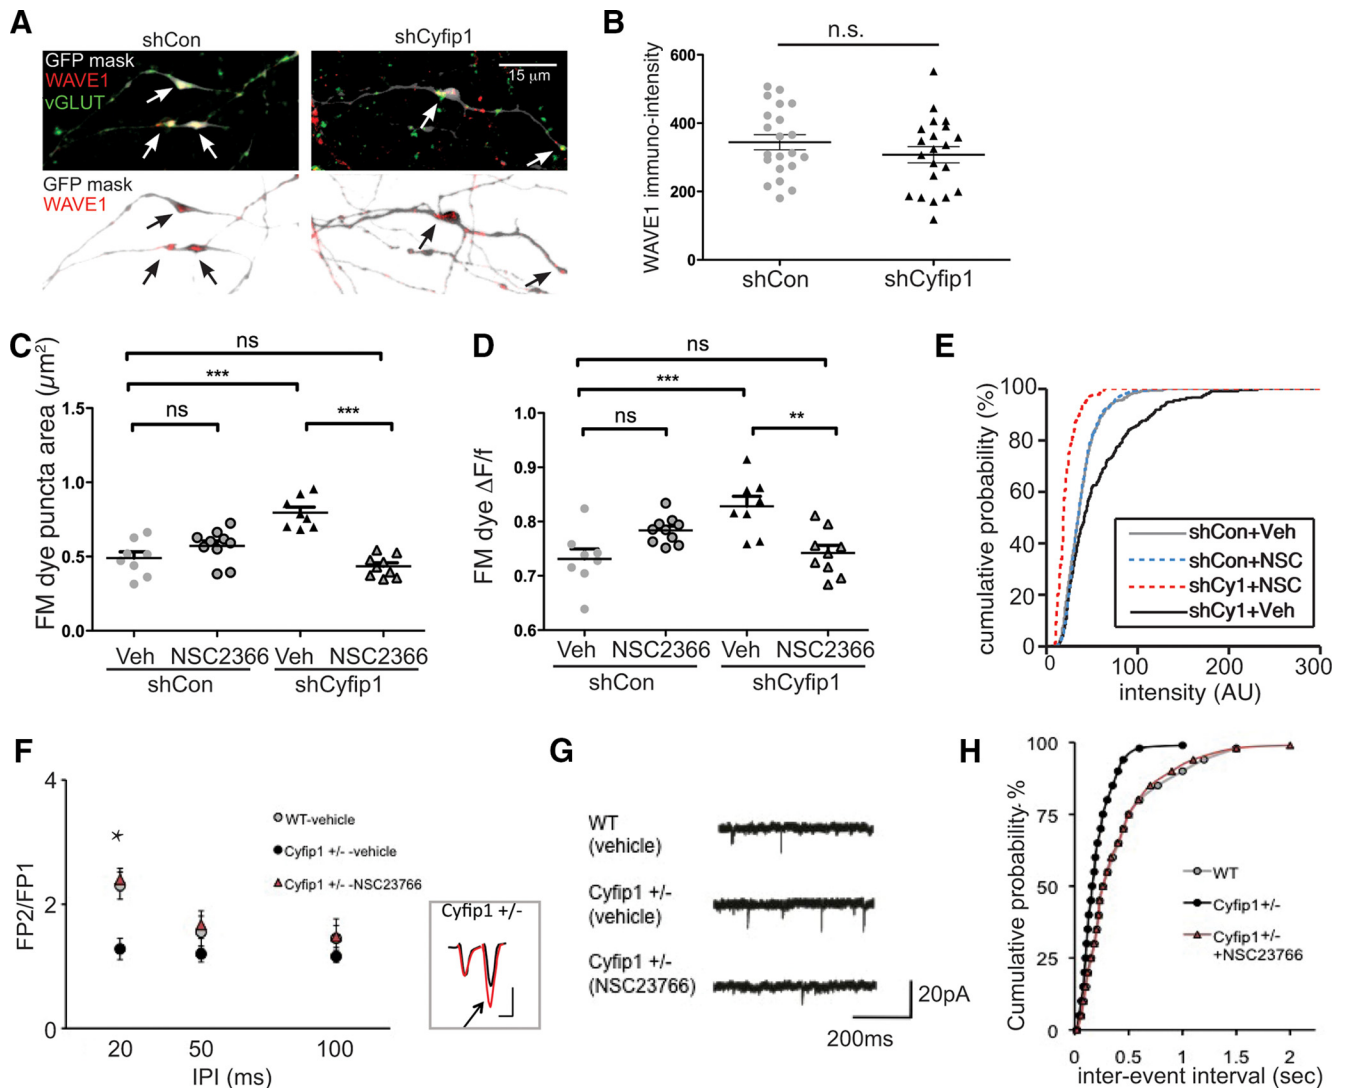 A
shCon
shCyfip1
GFP mask
WAVE1
vGLUT
15 µm
GFP mask
WAVE1
B
n.s.
WAVE1 immuno-intensity
600
400
200
0
shCon
shCyfip1
C
FM dye puncta area (µm²)
ns
***
ns
***
1.5
1.0
0.5
0.0
Veh
NSC2366
Veh
NSC2366
shCon
shCyfip1
D
FM dye ΔF/f
ns
***
ns
**
1.0
0.9
0.8
0.7
0.6
Veh
NSC2366
Veh
NSC2366
shCon
shCyfip1
E
cumulative probability (%)
100
80
60
40
20
0
shCon+Veh
shCon+NSC
shCy1+NSC
shCy1+Veh
0
100
200
300
intensity (AU)
F
FP2/FP1
4
2
0
*
WT-vehicle
Cyfip1 +/- -vehicle
Cyfip1 +/- -NSC23766
20
50
100
IPI (ms)
Cyfip1 +/-
G
WT
(vehicle)
Cyfip1 +/-
(vehicle)
Cyfip1 +/-
(NSC23766)
20pA
200ms
H
Cumulative probability %
100
75
50
25
0
WT
Cyfip1+/-
Cyfip1+/-
+NSC23766
0
0.5
1
1.5
2
inter-event interval (sec)